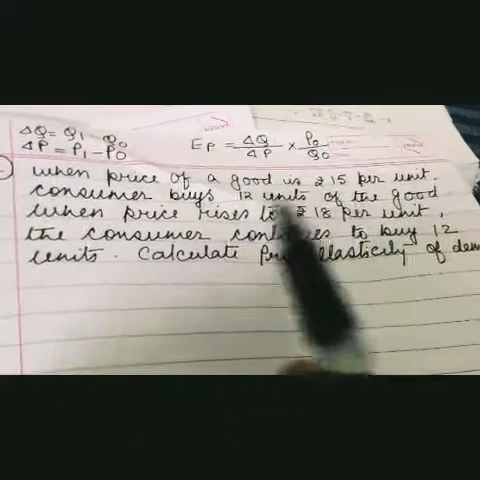 ΔQ = Q1 - Q0
ΔP = P1 - P0
EP = ΔQ/ΔP × P0/Q0
when price of a good is ₹ 15 per unit.
consumer buys 12 units of the good
when price rises to ₹ 18 per unit,
the consumer to buy 12
units. Calculate elasticity of